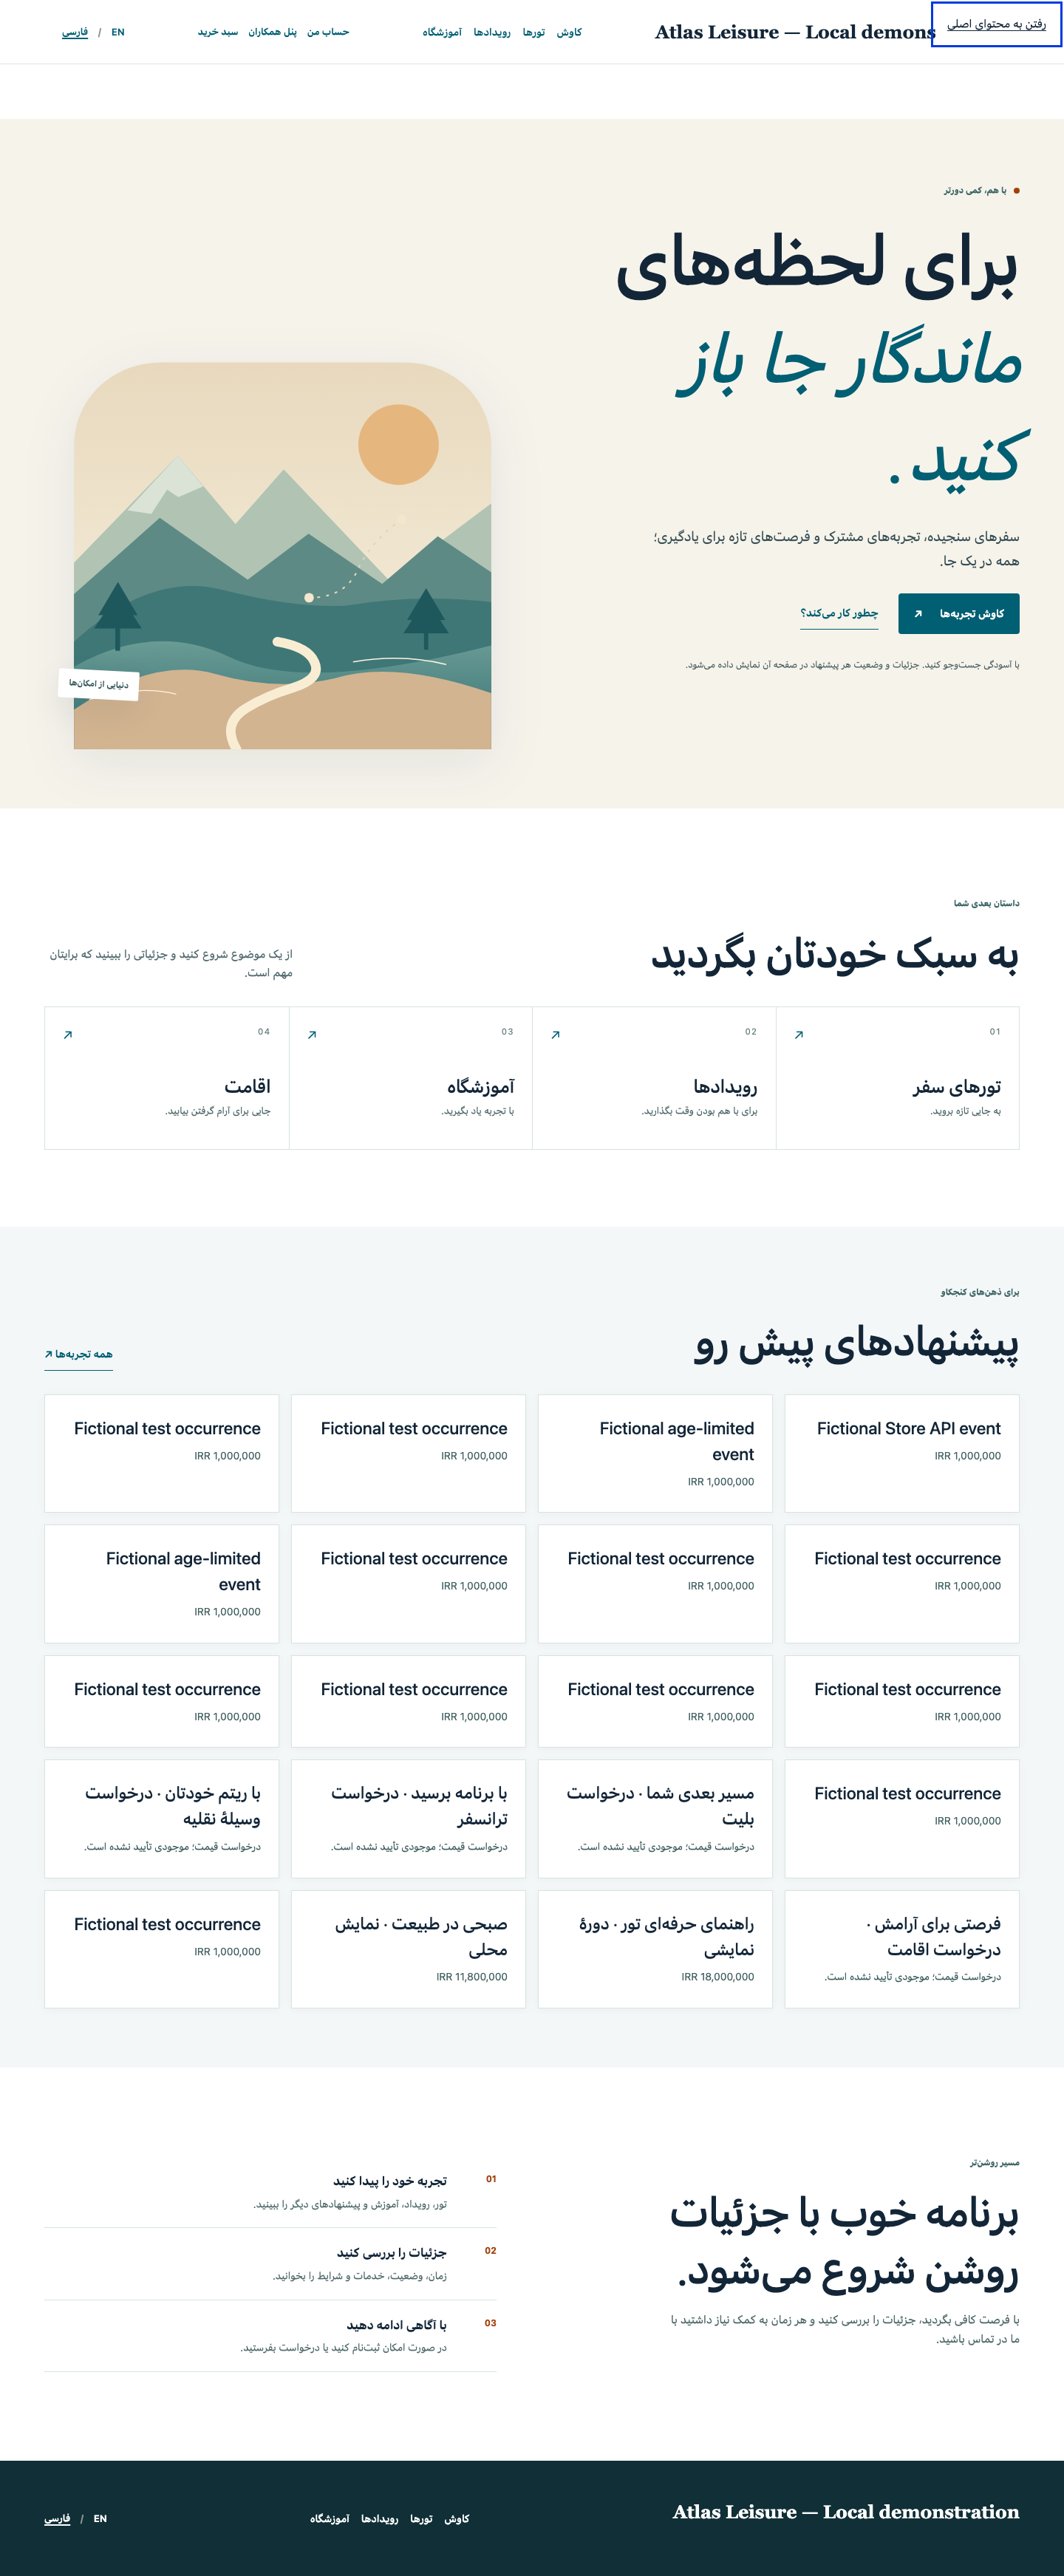 رفتن به محتوای اصلی
Atlas Leisure — Local demons
کاوش تورها رویدادها آموزشگاه
حساب من پنل همکاران سبد خرید
EN / فارسی
با هم، کمی دورتر
برای لحظه‌های
ماندگار جا باز
کنید.
سفرهای سنجیده، تجربه‌های مشترک و فرصت‌های تازه برای یادگیری؛
همه در یک جا.
کاوش تجربه‌ها ↗
چطور کار می‌کند؟
با آسودگی جست‌وجو کنید. جزئیات و وضعیت هر پیشنهاد در صفحه آن نمایش داده می‌شود.
دنیایی از امکان‌ها
داستان بعدی شما
به سبک خودتان بگردید
از یک موضوع شروع کنید و جزئیاتی را ببینید که برایتان
مهم است.
01 ↗
تورهای سفر
به جایی تازه بروید.
02 ↗
رویدادها
برای با هم بودن وقت بگذارید.
03 ↗
آموزشگاه
با تجربه یاد بگیرید.
04 ↗
اقامت
جایی برای آرام گرفتن بیابید.
برای ذهن‌های کنجکاو
پیشنهادهای پیش رو
همه تجربه‌ها ↗
Fictional Store API event
IRR 1,000,000
Fictional age-limited
event
IRR 1,000,000
Fictional test occurrence
IRR 1,000,000
Fictional test occurrence
IRR 1,000,000
Fictional test occurrence
IRR 1,000,000
Fictional test occurrence
IRR 1,000,000
Fictional test occurrence
IRR 1,000,000
Fictional age-limited
event
IRR 1,000,000
Fictional test occurrence
IRR 1,000,000
Fictional test occurrence
IRR 1,000,000
Fictional test occurrence
IRR 1,000,000
Fictional test occurrence
IRR 1,000,000
Fictional test occurrence
IRR 1,000,000
مسیر بعدی شما · درخواست
بلیت
درخواست قیمت؛ موجودی تأیید نشده است.
با برنامه برسید · درخواست
ترانسفر
درخواست قیمت؛ موجودی تأیید نشده است.
با ریتم خودتان · درخواست
وسیلهٔ نقلیه
درخواست قیمت؛ موجودی تأیید نشده است.
فرصتی برای آرامش ·
درخواست اقامت
درخواست قیمت؛ موجودی تأیید نشده است.
راهنمای حرفه‌ای تور · دورهٔ
نمایشی
IRR 18,000,000
صبحی در طبیعت · نمایش
محلی
IRR 11,800,000
Fictional test occurrence
IRR 1,000,000
مسیر روشن‌تر
برنامه خوب با جزئیات
روشن شروع می‌شود.
با فرصت کافی بگردید، جزئیات را بررسی کنید و هر زمان به کمک نیاز داشتید با
ما در تماس باشید.
01
تجربه خود را پیدا کنید
تور، رویداد، آموزش و پیشنهادهای دیگر را ببینید.
02
جزئیات را بررسی کنید
زمان، وضعیت، خدمات و شرایط را بخوانید.
03
با آگاهی ادامه دهید
در صورت امکان ثبت‌نام کنید یا درخواست بفرستید.
Atlas Leisure — Local demonstration
کاوش تورها رویدادها آموزشگاه
EN / فارسی